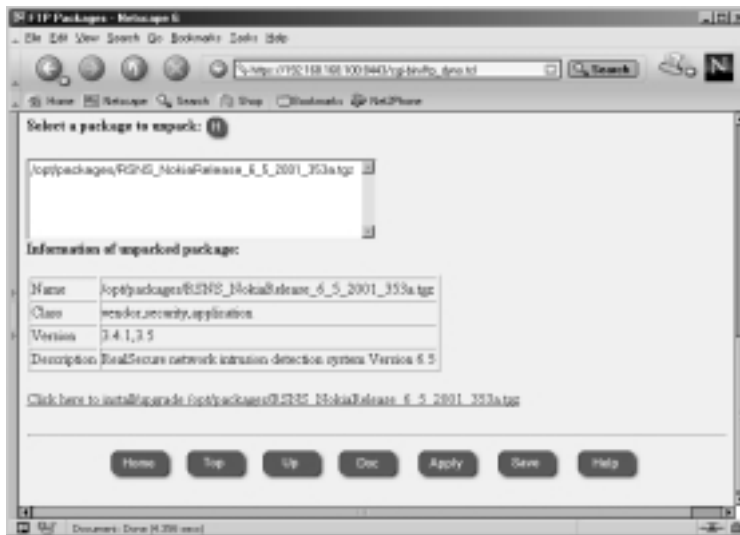 FTP Packages - Netscape 6
File Edit View Search Go Bookmarks Tasks Help
Search
N
Home Netscape Search Shop Bookmarks Net2Phone
Select a package to unpack: H
/opt/packages/RSNS_NokiaRelease_6_5_2001_353a.tgz
Information of unpacked package:
Name /opt/packages/RSNS_NokiaRelease_6_5_2001_353a.tgz
Class vendor,security,application
Version 3.4.1,3.5
Description RealSecure network intrusion detection system Version 6.5
Click here to install/upgrade /opt/packages/RSNS_NokiaRelease_6_5_2001_353a.tgz
Home Top Up Doc Apply Save Help
Document: Done